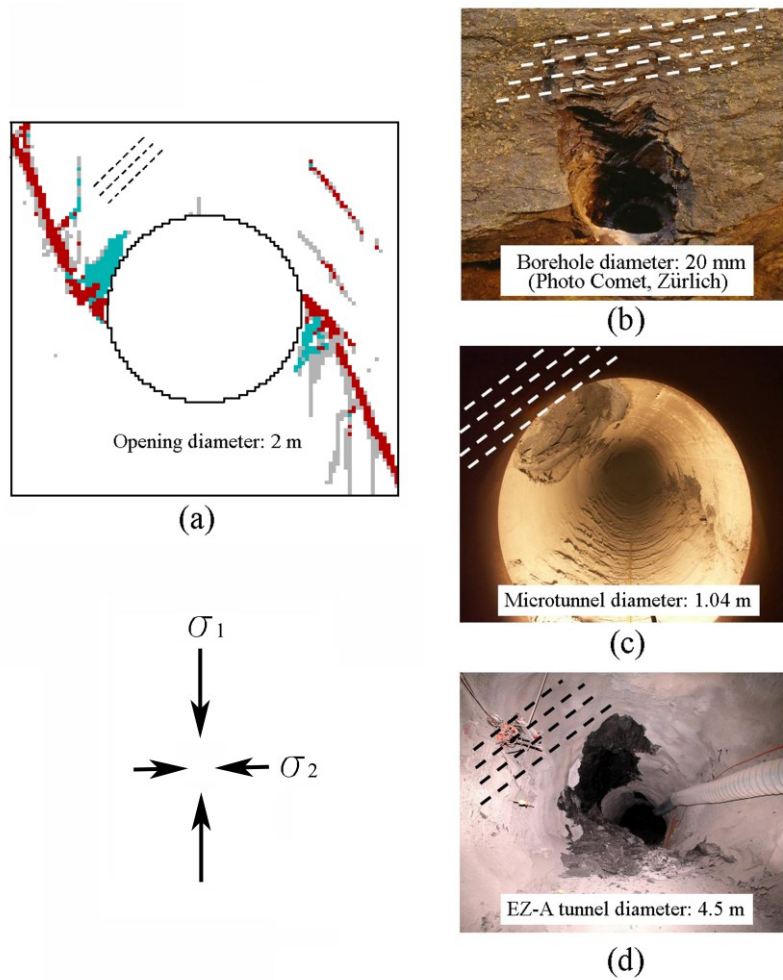 Opening diameter: 2 m
(a)
σ1
σ2
Borehole diameter: 20 mm
(Photo Comet, Zürlich)
(b)
Microtunnel diameter: 1.04 m
(c)
EZ-A tunnel diameter: 4.5 m
(d)